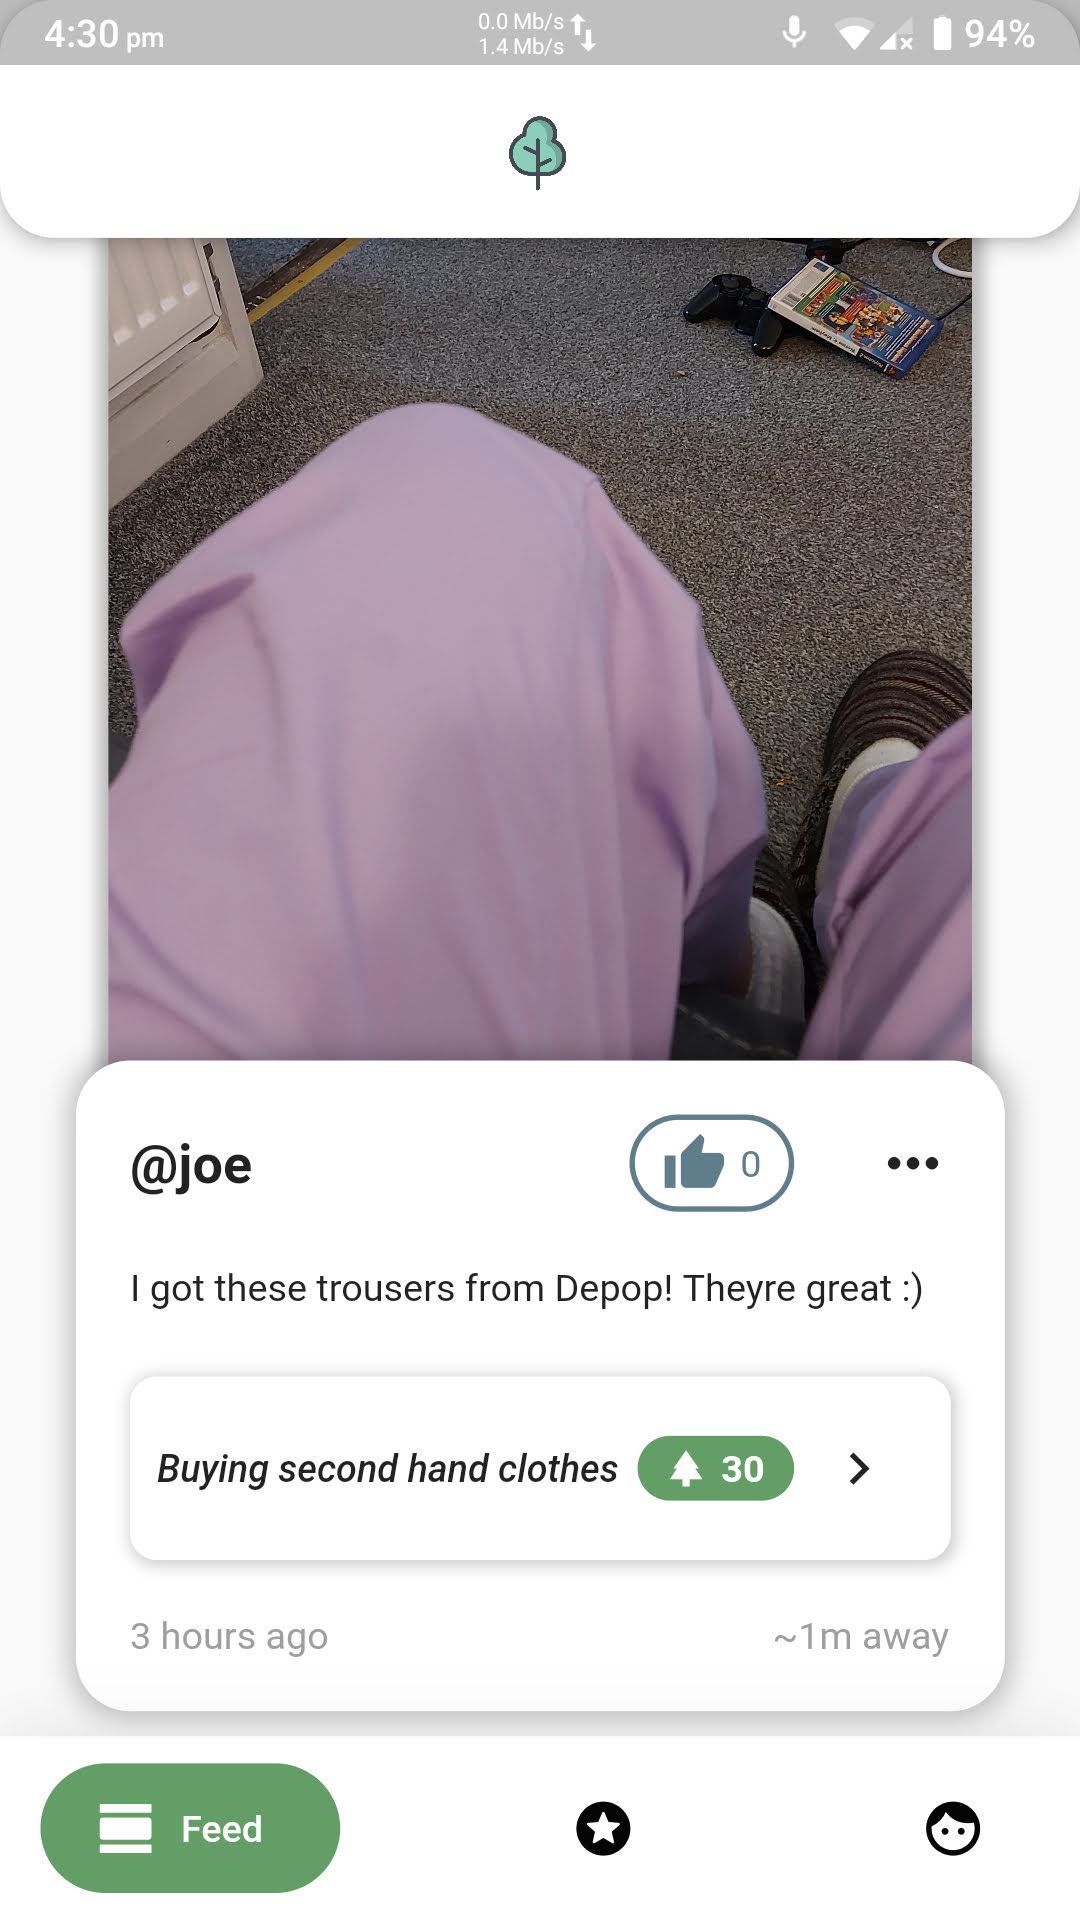 4:30 pm
0.0 Mb/s
1.4 Mb/s
94%
@joe
0
I got these trousers from Depop! Theyre great :)
Buying second hand clothes
30
3 hours ago
~1m away
Feed